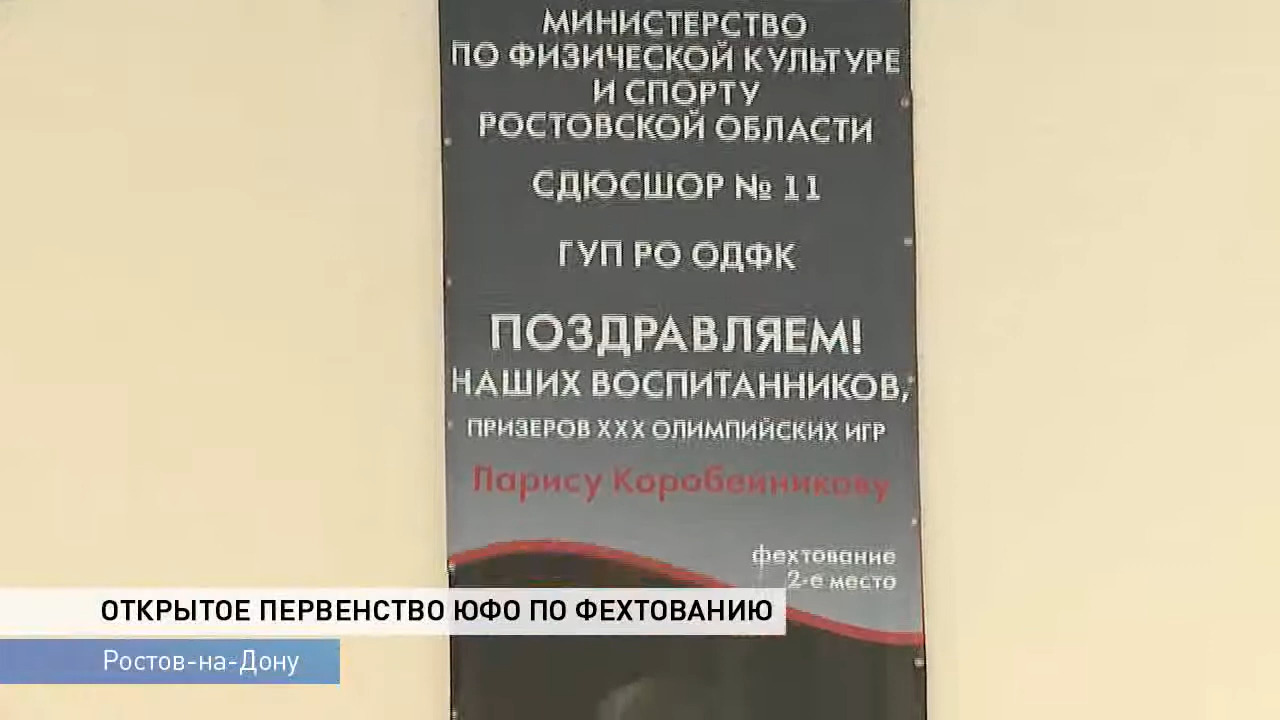 МИНИСТЕРСТВО
ПО ФИЗИЧЕСКОЙ КУЛЬТУРЕ
И СПОРТУ
РОСТОВСКОЙ ОБЛАСТИ
СДЮСШОР № 11
ГУП РО ОДФК
ПОЗДРАВЛЯЕМ!
НАШИХ ВОСПИТАННИКОВ,
ПРИЗЕРОВ XXX ОЛИМПИЙСКИХ ИГР
Ларису Коробейникову
фехтование
2-е место
ОТКРЫТОЕ ПЕРВЕНСТВО ЮФО ПО ФЕХТОВАНИЮ
Ростов-на-Дону